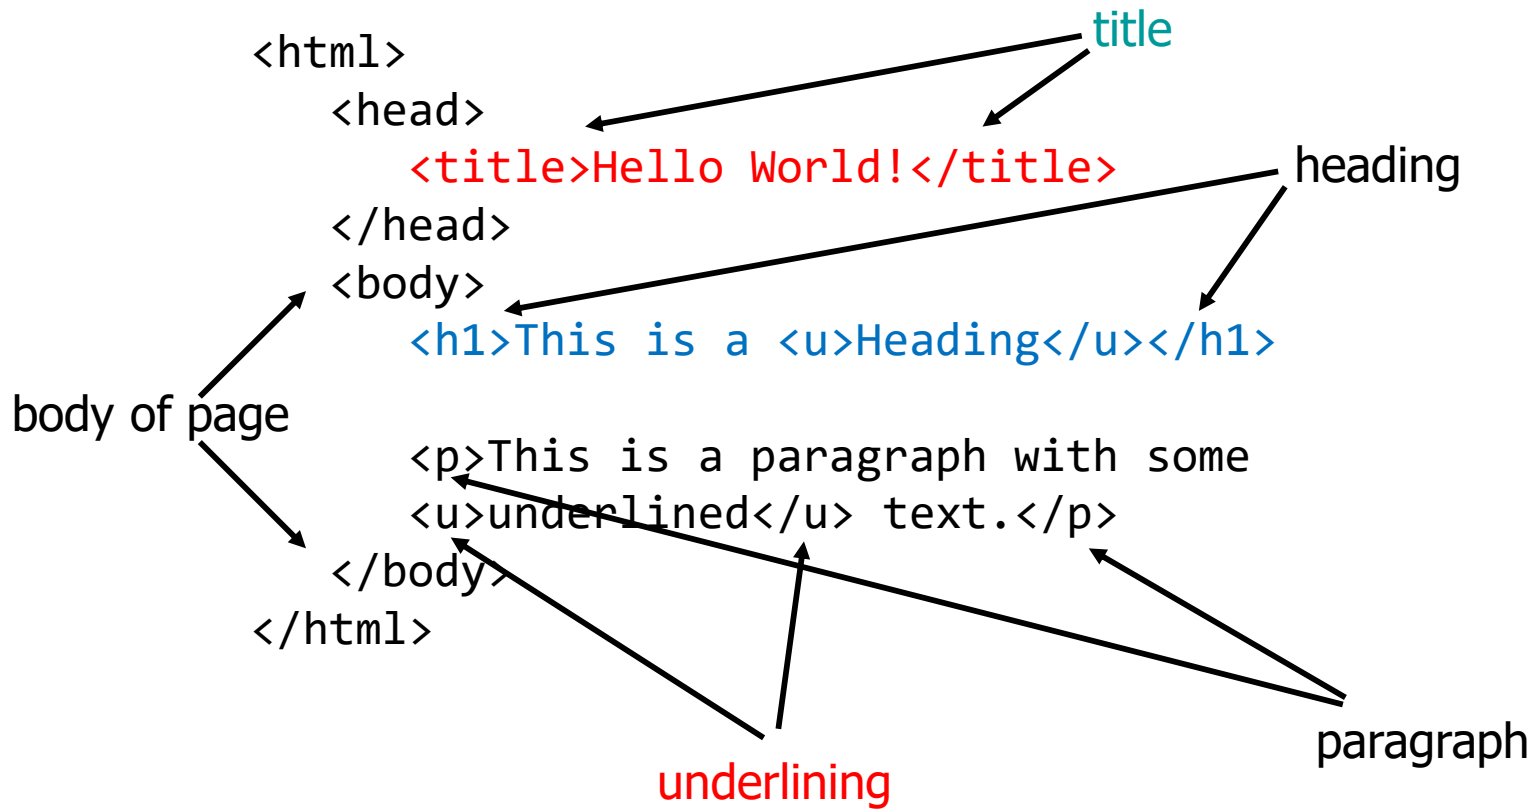 title
<html>
<head>
<title>Hello World!</title>
heading
</head>
<body>
<h1>This is a <u>Heading</u></h1>
body of page
<p>This is a paragraph with some
<u>underlined</u> text.</p>
</body>
</html>
paragraph
underlining